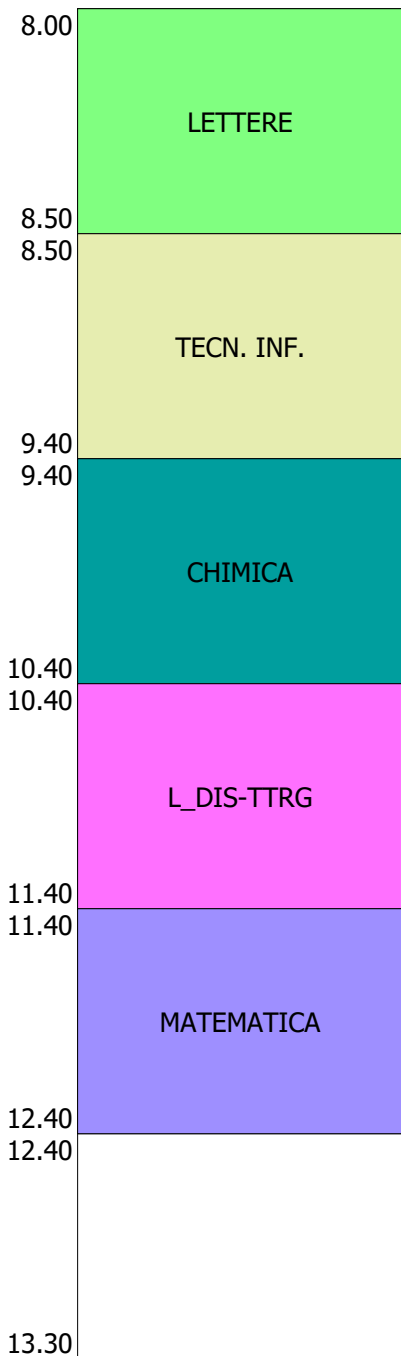 8.00
LETTERE
8.50
8.50
TECN. INF.
9.40
9.40
CHIMICA
10.40
10.40
L_DIS-TTRG
11.40
11.40
MATEMATICA
12.40
12.40
13.30